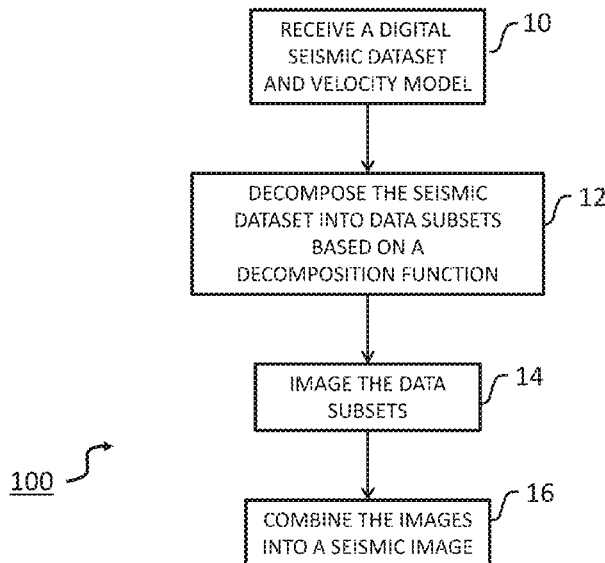 RECEIVE A DIGITAL
SEISMIC DATASET
AND VELOCITY MODEL
10
DECOMPOSE THE SEISMIC
DATASET INTO DATA SUBSETS
BASED ON A
DECOMPOSITION FUNCTION
12
IMAGE THE DATA
SUBSETS
14
100
COMBINE THE IMAGES
INTO A SEISMIC IMAGE
16